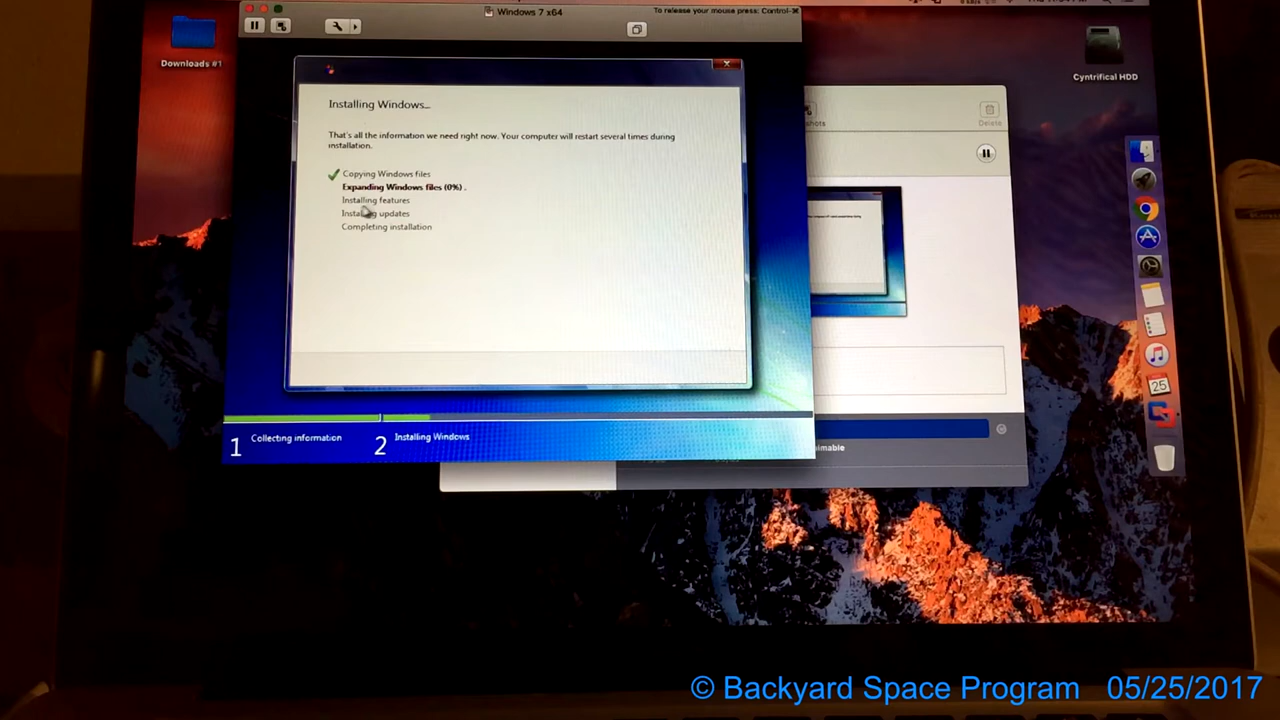 Windows 7 x64
To release your mouse press: Control-⌘
Downloads #1
Cyntrifical HDD
Delete
Installing Windows...
That's all the information we need right now. Your computer will restart several times during
installation.
Copying Windows files
Expanding Windows files (0%) .
Installing features
Installing updates
Completing installation
25
1 Collecting information
2 Installing Windows
© Backyard Space Program 05/25/2017